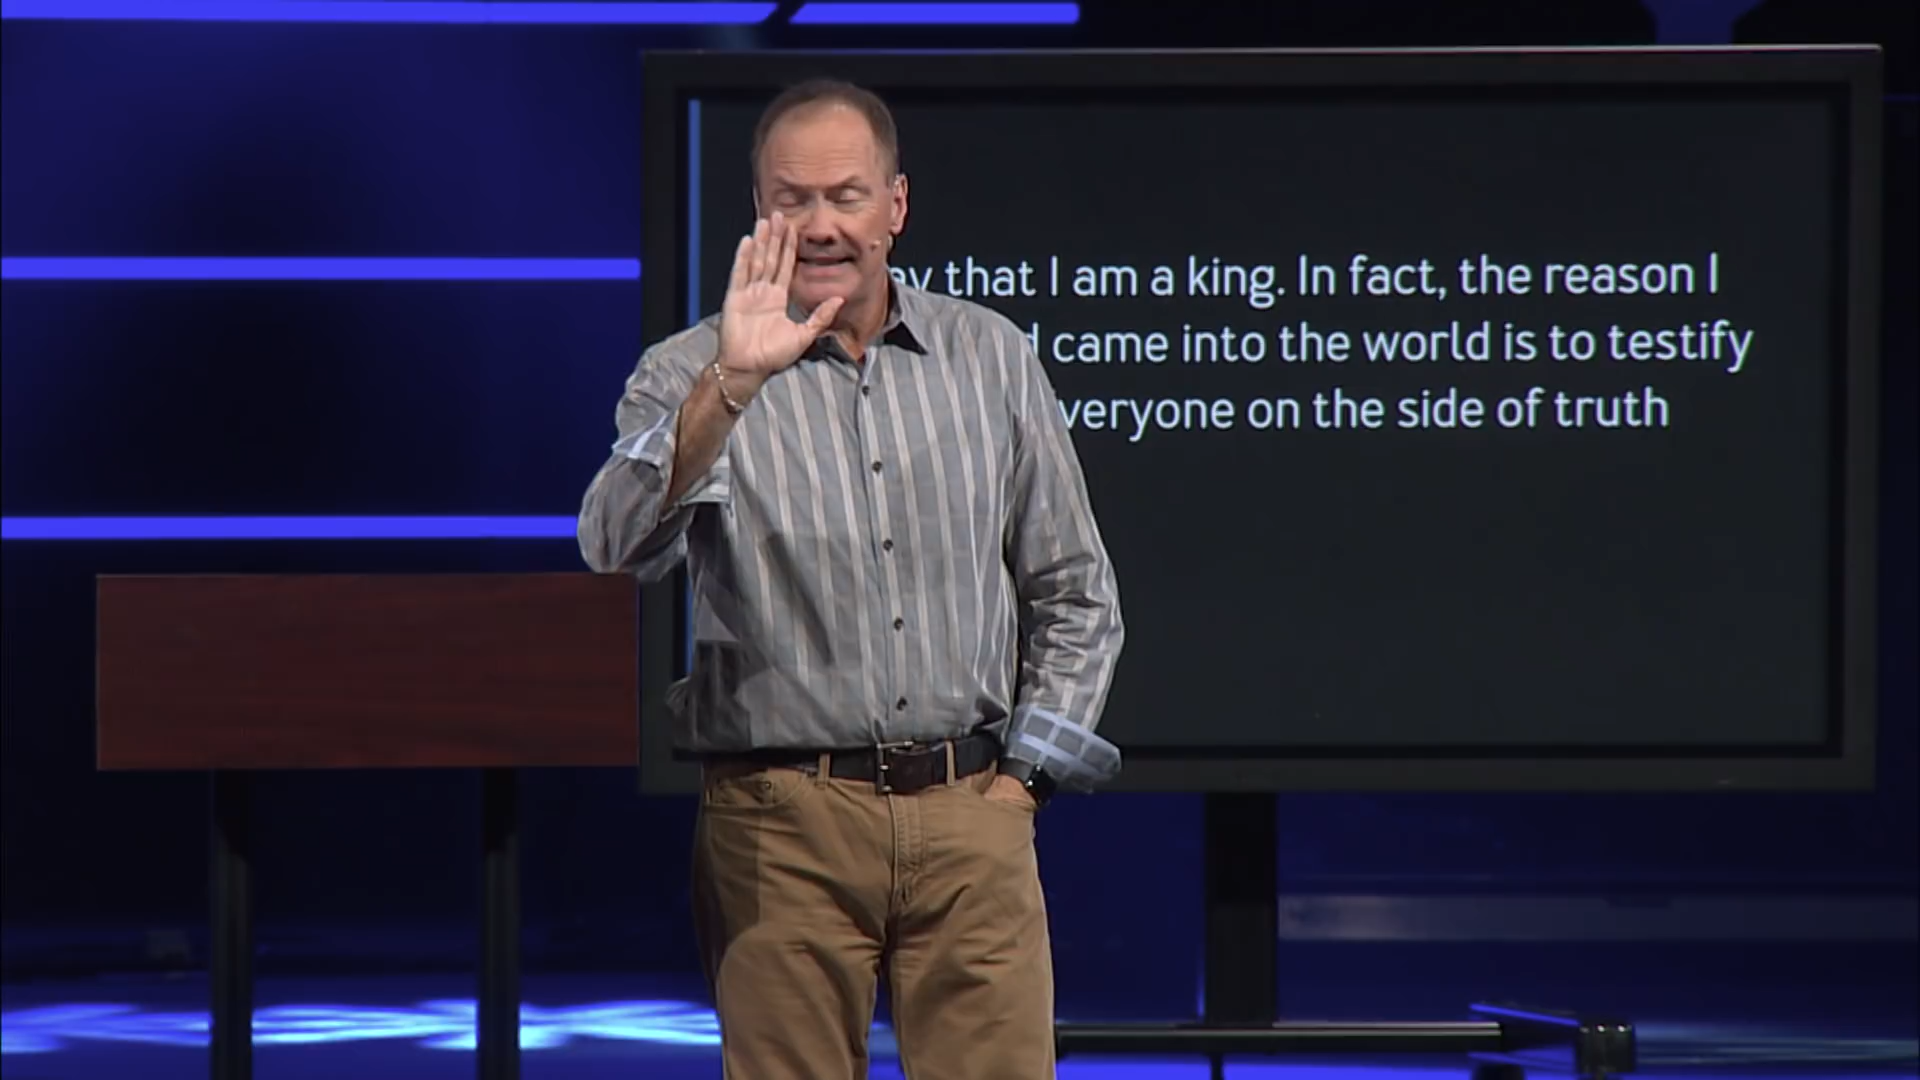 that I am a king. In fact, the reason I
came into the world is to testify
on the side of truth